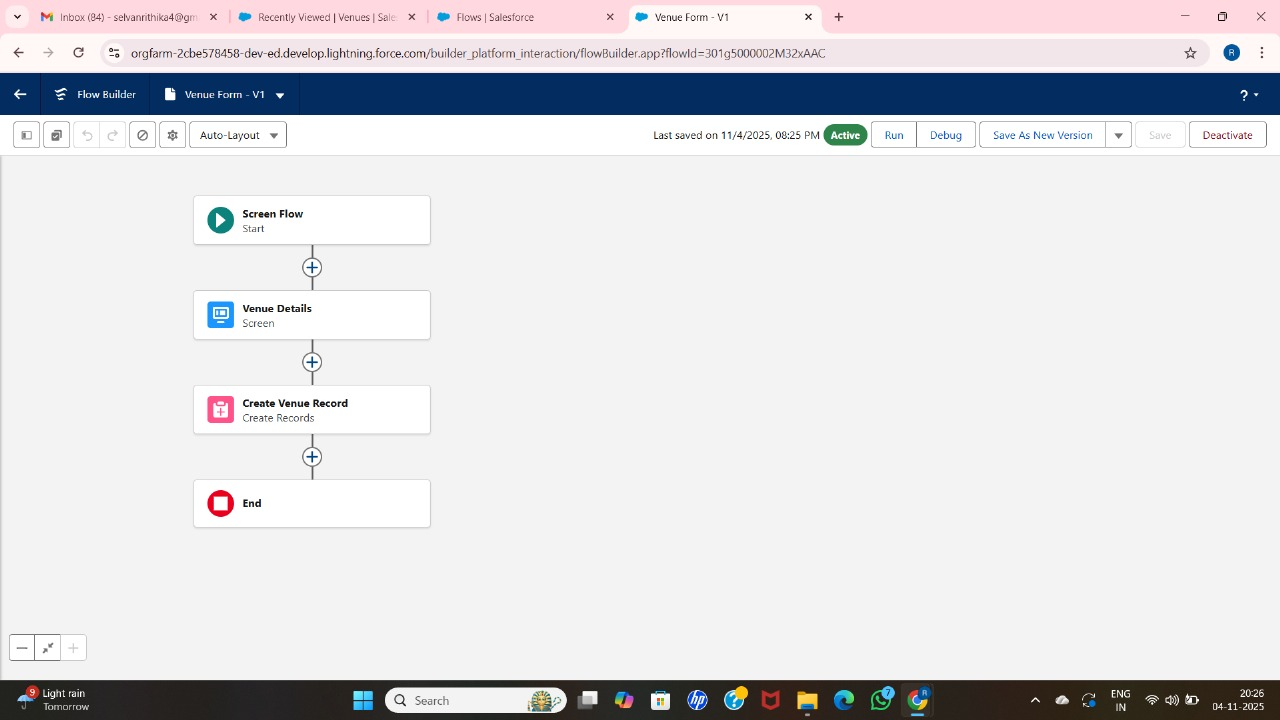 Inbox (84) - selvanrithika4@gm
Recently Viewed | Venues | Sale
Flows | Salesforce
Venue Form - V1
orgfarm-2cbe578458-dev-ed.develop.lightning.force.com/builder_platform_interaction/flowBuilder.app?flowId=301g5000002M32xAAC
R
Flow Builder
Venue Form - V1
?
Auto-Layout
Last saved on 11/4/2025, 08:25 PM
Active
Run
Debug
Save As New Version
Save
Deactivate
Screen Flow
Start
Venue Details
Screen
Create Venue Record
Create Records
End
9
Light rain
Tomorrow
Search
7
R
ENG
IN
20:26
04-11-2025